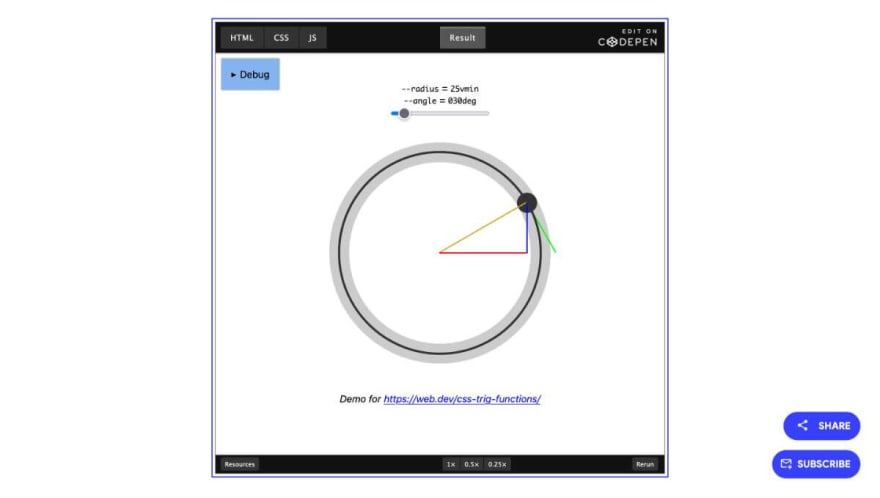 HTML CSS JS Result EDIT ON
CODEPEN
▸ Debug
--radius = 25vmin
--angle = 030deg
Demo for https://web.dev/css-trig-functions/
SHARE
SUBSCRIBE
Resources 1× 0.5× 0.25× Rerun